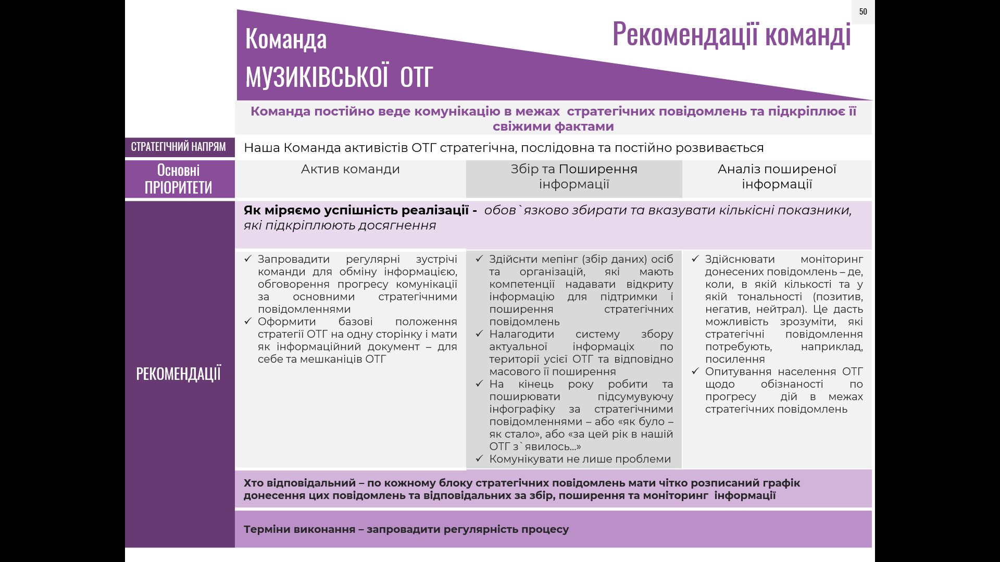 50
Команда
МУЗИКІВСЬКОЇ ОТГ
Рекомендації команді
Команда постійно веде комунікацію в межах стратегічних повідомлень та підкріплює її
свіжими фактами
СТРАТЕГІЧНИЙ НАПРЯМ
Наша Команда активістів ОТГ стратегічна, послідовна та постійно розвивається
Основні
ПРІОРИТЕТИ
Актив команди
Збір та Поширення
інформації
Аналіз поширеної
інформації
РЕКОМЕНДАЦІЇ
Як міряємо успішність реалізації - обов`язково збирати та вказувати кількісні показники,
які підкріплюють досягнення
✓ Запровадити регулярні зустрічі
команди для обміну інформацією,
обговорення прогресу комунікації
за основними стратегічними
повідомленнями
✓ Оформити базові положення
стратегії ОТГ на одну сторінку і мати
як інформаційний документ – для
себе та мешканіців ОТГ
✓ Здійснти мепінг (збір даних) осіб
та організацій, які мають
компетенції надавати відкриту
інформацію для підтримки і
поширення стратегічних
повідомлень
✓ Налагодити систему збору
актуальної інформаціх по
території усієї ОТГ та відповідно
масового її поширення
✓ На кінець року робити та
поширювати підсумувуючу
інфографіку за стратегічними
повідомленнями – або «як було –
як стало», або «за цей рік в нашій
ОТГ з`явилось...»
✓ Комунікувати не лише проблеми
✓ Здійснювати моніторинг
донесених повідомлень – де,
коли, в якій кількості та у
якій тональності (позитив,
негатив, нейтрал). Це дасть
можливість зрозуміти, які
стратегічні повідомлення
потребують, наприклад,
посилення
✓ Опитування населення ОТГ
щодо обізнаності по
прогресу дій в межах
стратегічних повідомлень
Хто відповідальний – по кожному блоку стратегічних повідомлень мати чітко розписаний графік
донесення цих повідомлень та відповідальних за збір, поширення та моніторинг інформації
Терміни виконання – запровадити регулярність процесу